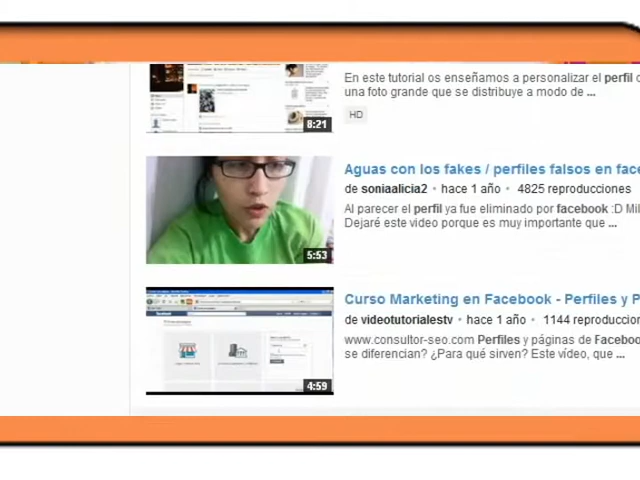 En este tutorial os enseñamos a personalizar el perfil
una foto grande que se distribuye a modo de ...
HD
8:21
Aguas con los fakes / perfiles falsos en face
de soniaalicia2 • hace 1 año • 4825 reproducciones
Al parecer el perfil ya fue eliminado por facebook :D Mil
Dejaré este video porque es muy importante que ...
5:53
Curso Marketing en Facebook - Perfiles y P
de videotutorialestv • hace 1 año • 1144 reproduccion
www.consultor-seo.com Perfiles y páginas de Faceboo
se diferencian? ¿Para qué sirven? Este vídeo, que ...
4:59